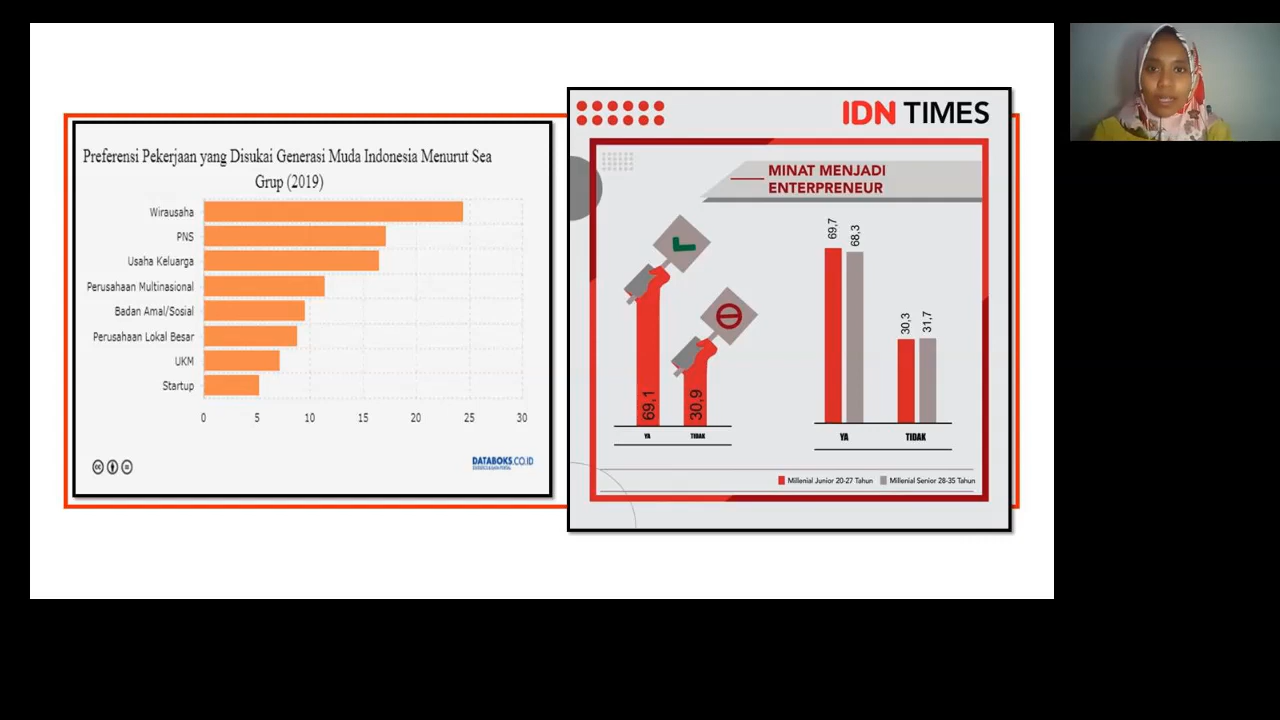 Preferensi Pekerjaan yang Disukai Generasi Muda Indonesia Menurut Sea
Grup (2019)
Wirausaha
PNS
Usaha Keluarga
Perusahaan Multinasional
Badan Amal/Sosial
Perusahaan Lokal Besar
UKM
Startup
0 5 10 15 20 25 30
DATABOKS.CO.ID
IDN TIMES
MINAT MENJADI
ENTERPRENEUR
69,1
30,9
YA TIDAK
69,7
68,3
30,3
31,7
YA TIDAK
Millenial Junior 20-27 Tahun Millenial Senior 28-35 Tahun